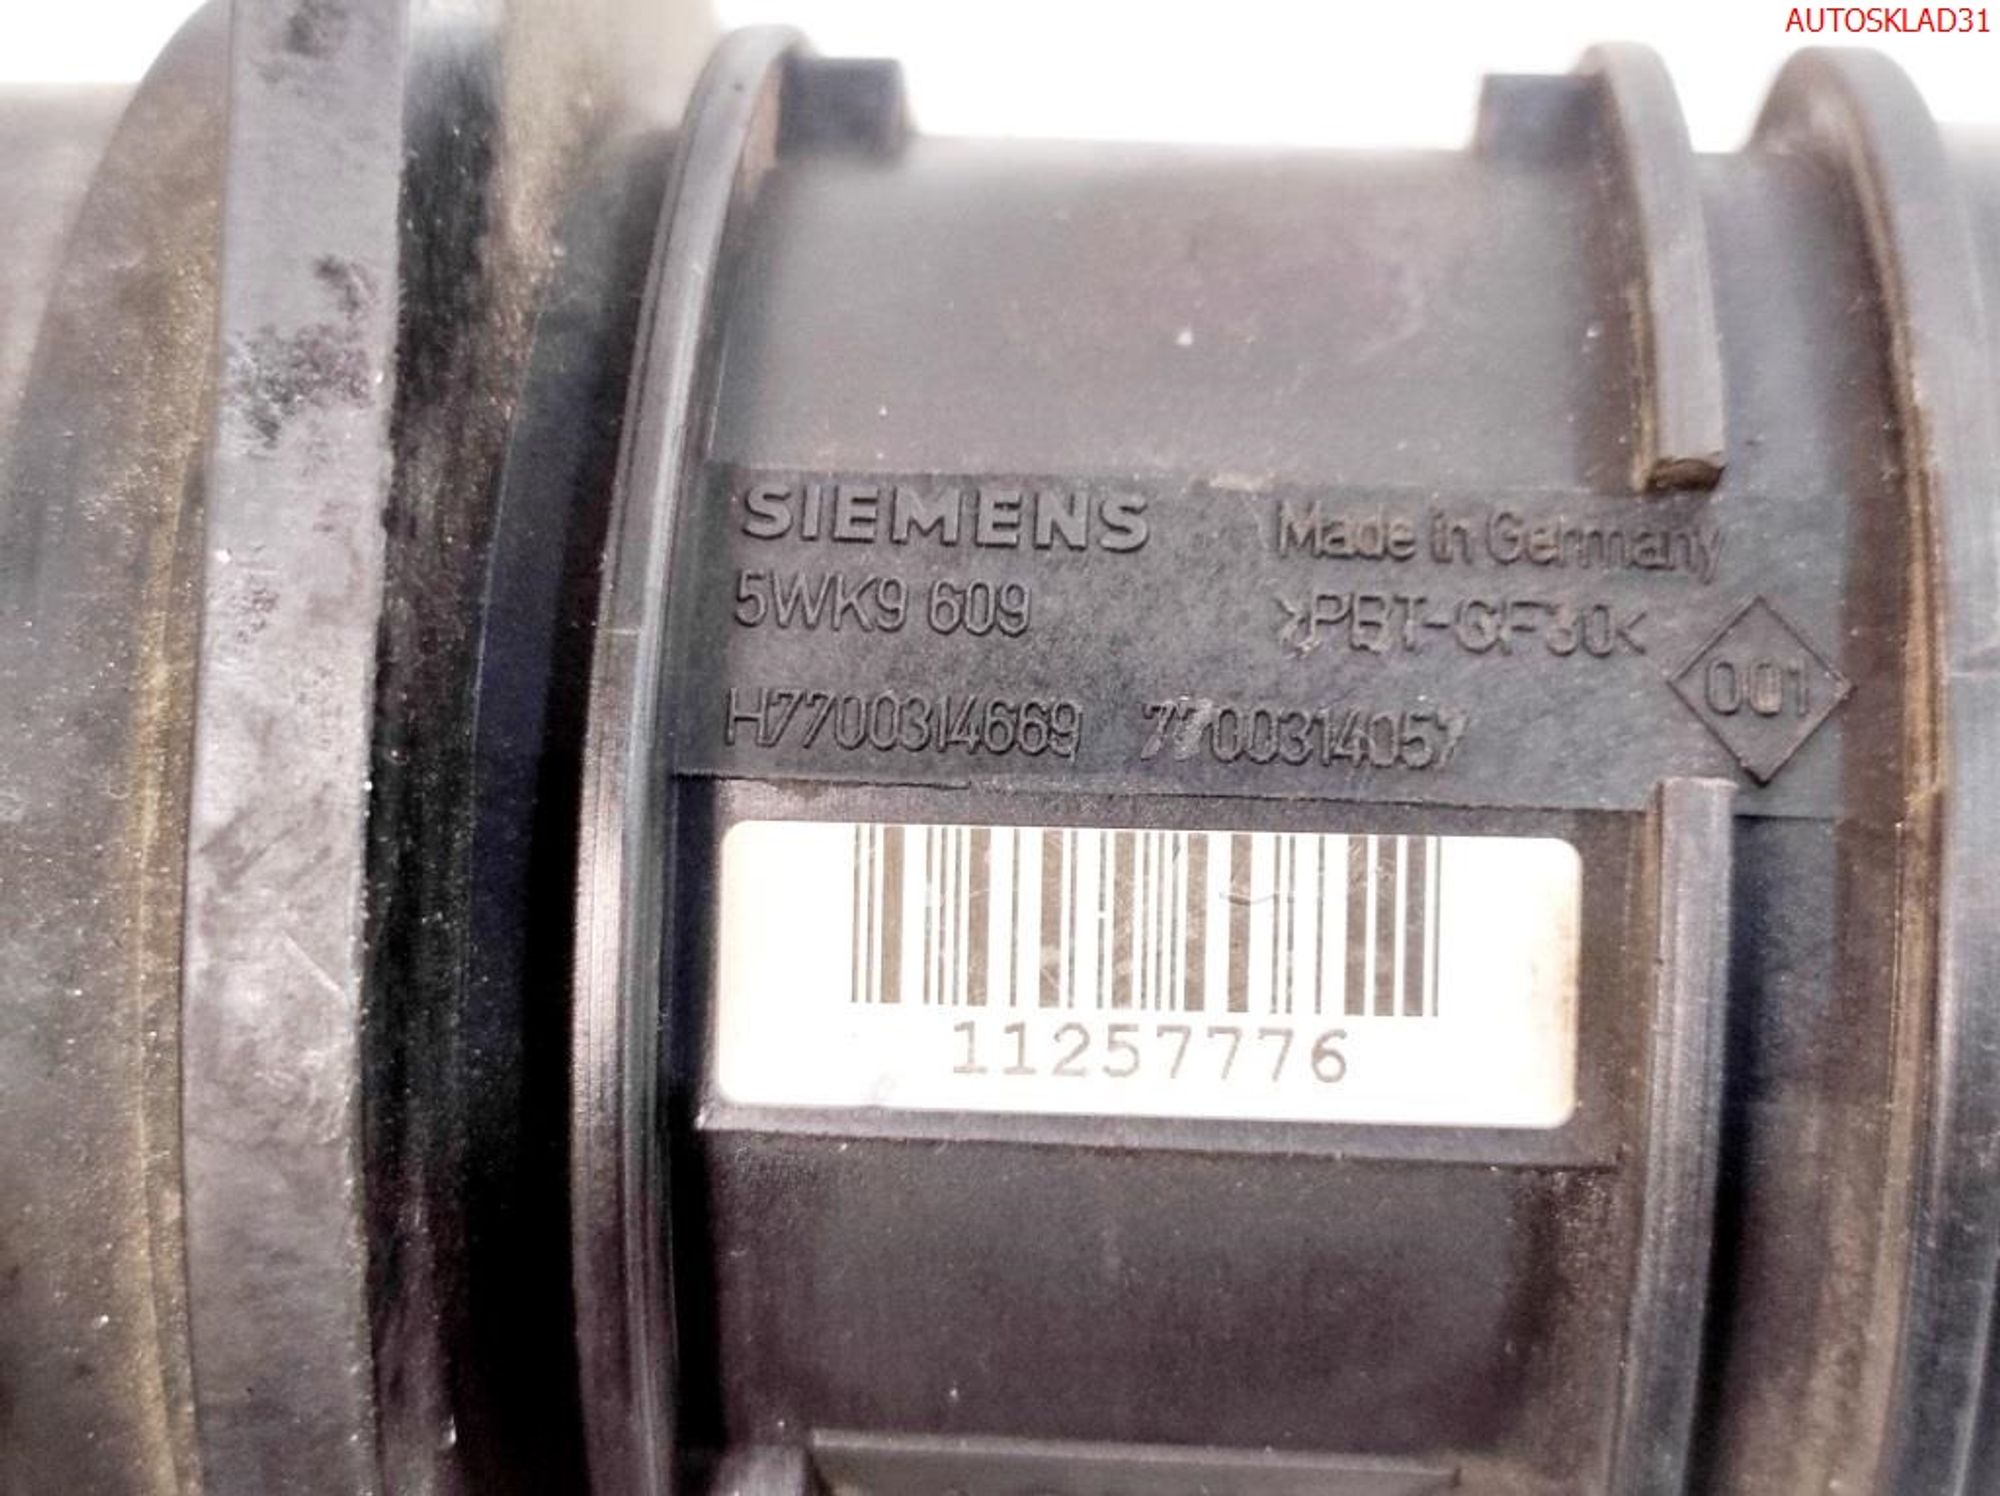 AUTOSKLAD31
SIEMENS Made in Germany
5WK9 609 >PBT-GF30<
H7700314669 7700314057 001
11257776